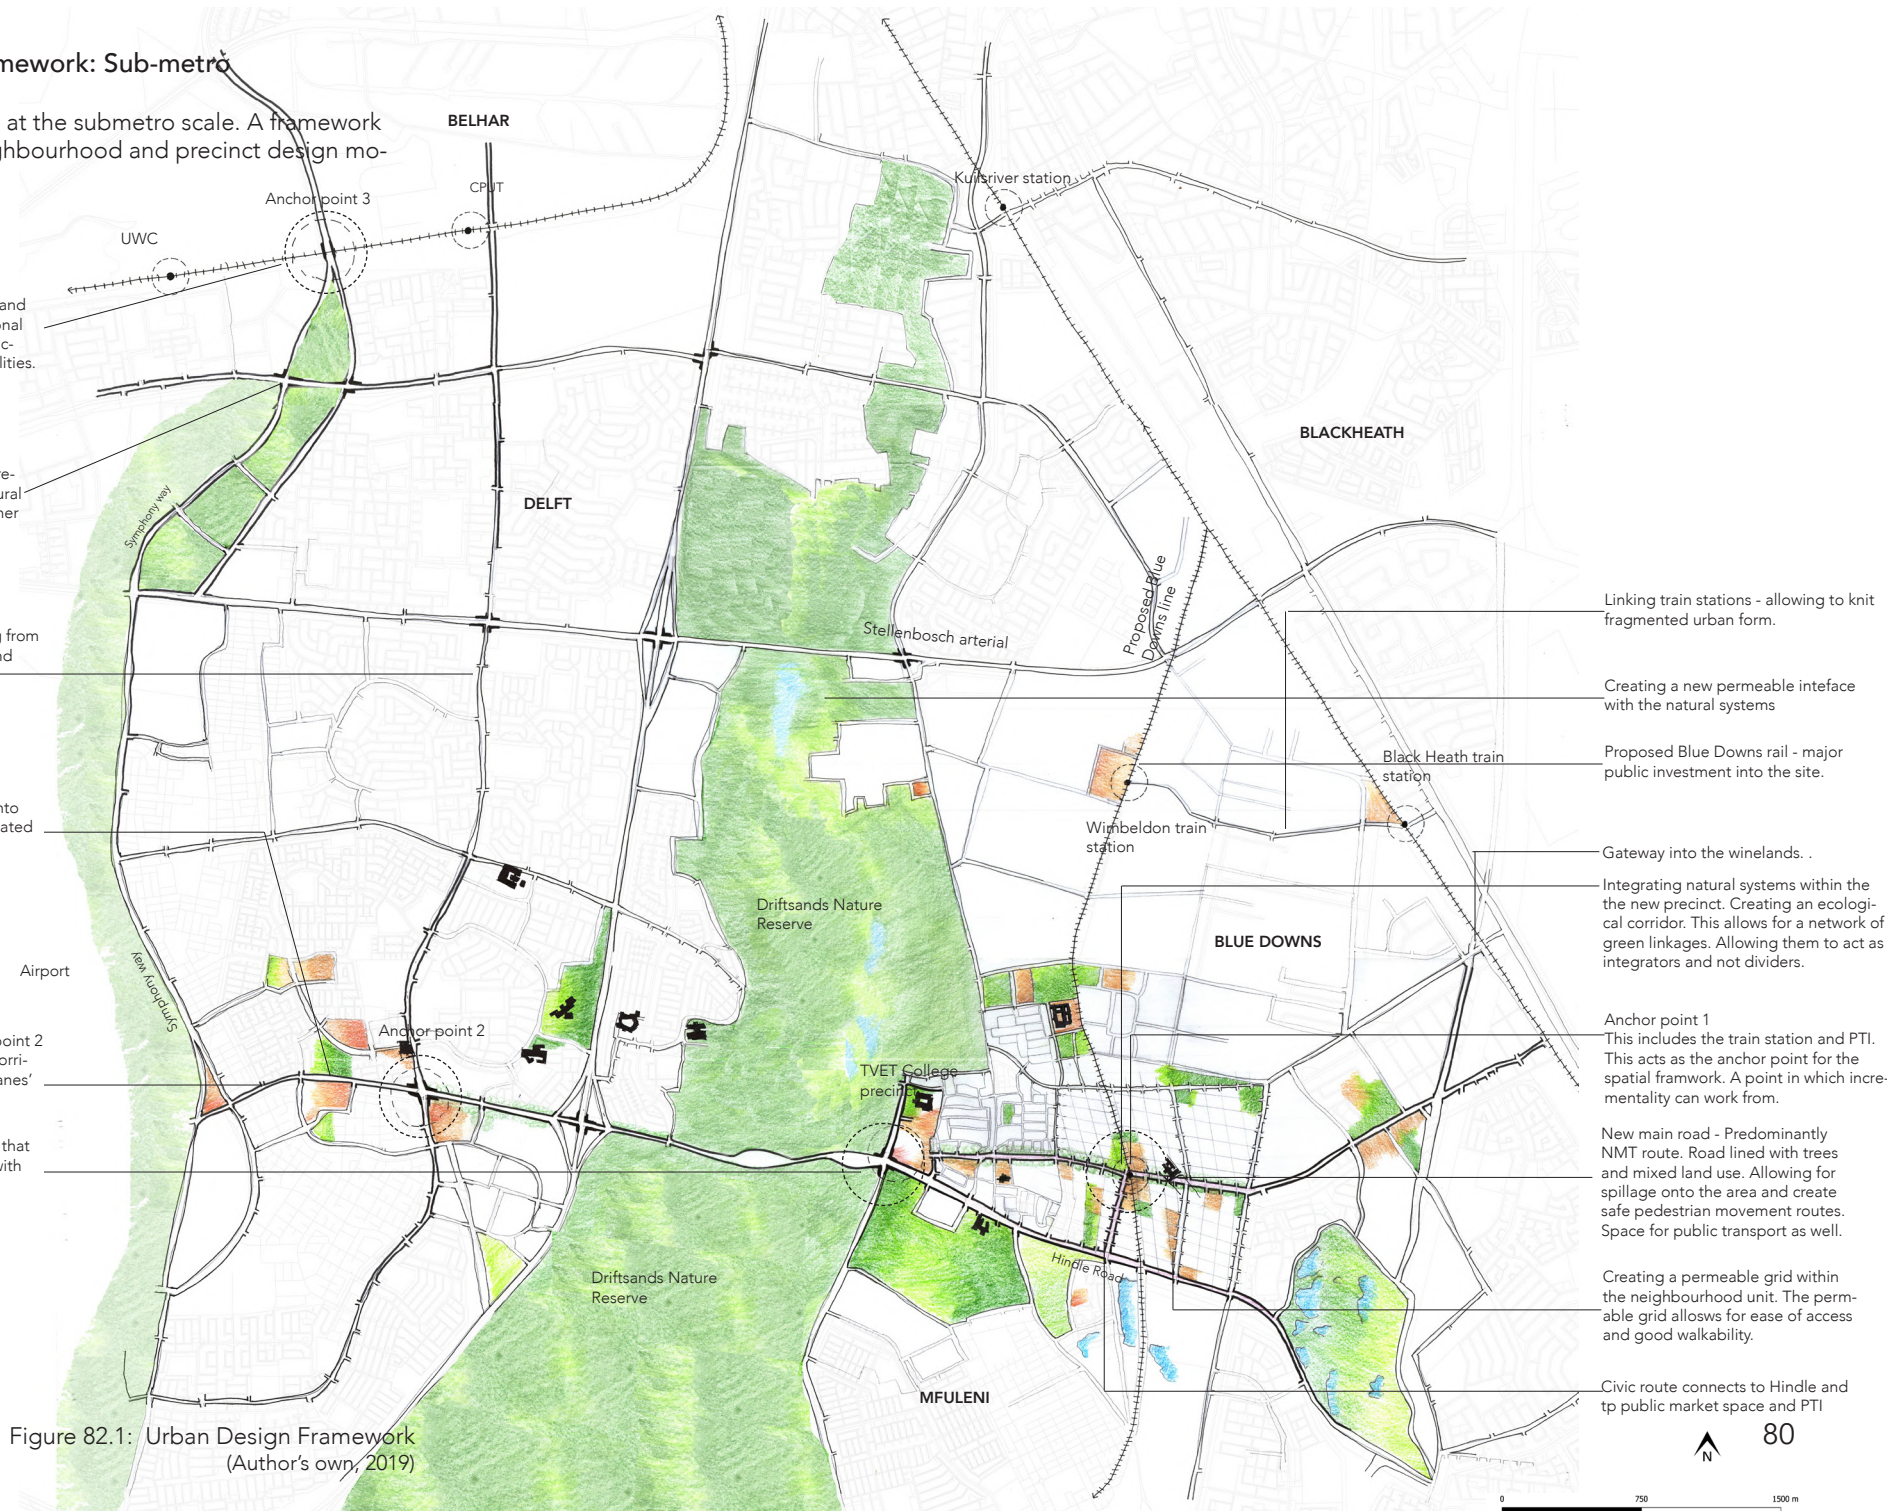 mework: Sub-metro
at the submetro scale. A framework
ghbourhood and precinct design mo-
BELHAR
Anchor point 3
CPUT
UWC
Kuilsriver station
and
onal
c-
lities.
BLACKHEATH
re-
ural
her
DELFT
Symphony way
Proposed Blue
Downs line
Stellenbosch arterial
g from
nd
Linking train stations - allowing to knit
fragmented urban form.
Creating a new permeable inteface
with the natural systems
Black Heath train
station
Proposed Blue Downs rail - major
public investment into the site.
nto
ated
Wimbeldon train
station
Gateway into the winelands. .
Integrating natural systems within the
the new precinct. Creating an ecologi-
cal corridor. This allows for a network of
green linkages. Allowing them to act as
integrators and not dividers.
Driftsands Nature
Reserve
BLUE DOWNS
Airport
Symphony way
Anchor point 2
point 2
orri-
anes'
TVET College
precinct
Anchor point 1
This includes the train station and PTI.
This acts as the anchor point for the
spatial framwork. A point in which incre-
mentality can work from.
that
with
New main road - Predominantly
NMT route. Road lined with trees
and mixed land use. Allowing for
spillage onto the area and create
safe pedestrian movement routes.
Space for public transport as well.
Hindle Road
Driftsands Nature
Reserve
Creating a permeable grid within
the neighbourhood unit. The perm-
able grid allosws for ease of access
and good walkability.
MFULENI
Civic route connects to Hindle and
tp public market space and PTI
Figure 82.1: Urban Design Framework
(Author's own, 2019)
N
80
0 750 1500 m